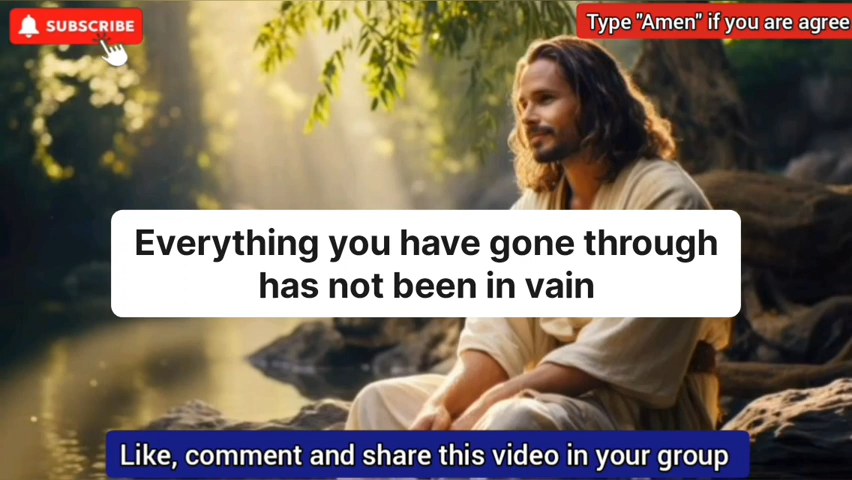 SUBSCRIBE
Type "Amen" if you are agree
Everything you have gone through
has not been in vain
Like, comment and share this video in your group